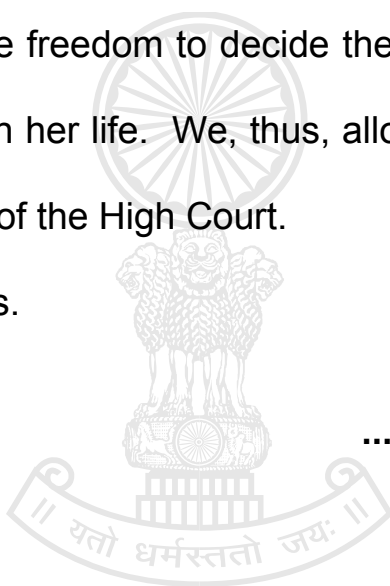 e freedom to decide the
n her life. We, thus, allo
of the High Court.
s.
...
॥ यतो धर्मस्ततो जयः ॥